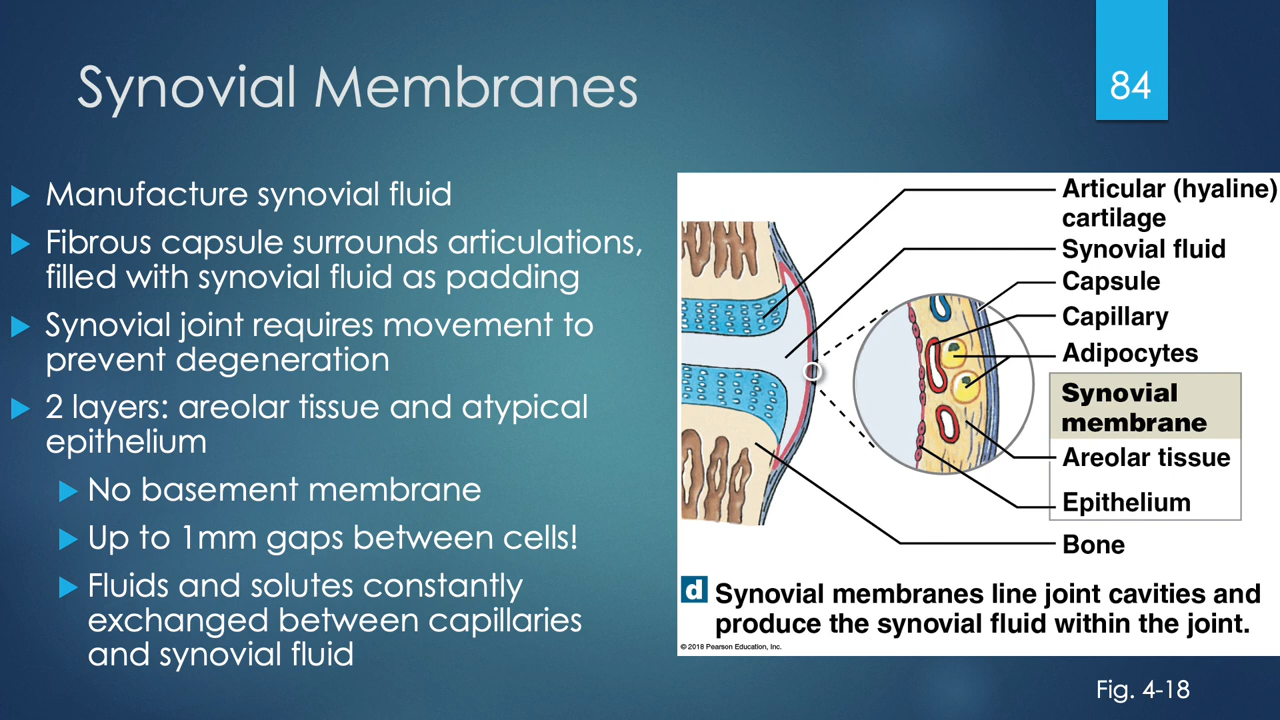 Synovial Membranes
84
Manufacture synovial fluid
Fibrous capsule surrounds articulations,
filled with synovial fluid as padding
Synovial joint requires movement to
prevent degeneration
2 layers: areolar tissue and atypical
epithelium
No basement membrane
Up to 1mm gaps between cells!
Fluids and solutes constantly
exchanged between capillaries
and synovial fluid
Articular (hyaline)
cartilage
Synovial fluid
Capsule
Capillary
Adipocytes
Synovial
membrane
Areolar tissue
Epithelium
Bone
d Synovial membranes line joint cavities and
produce the synovial fluid within the joint.
© 2018 Pearson Education, Inc.
Fig. 4-18